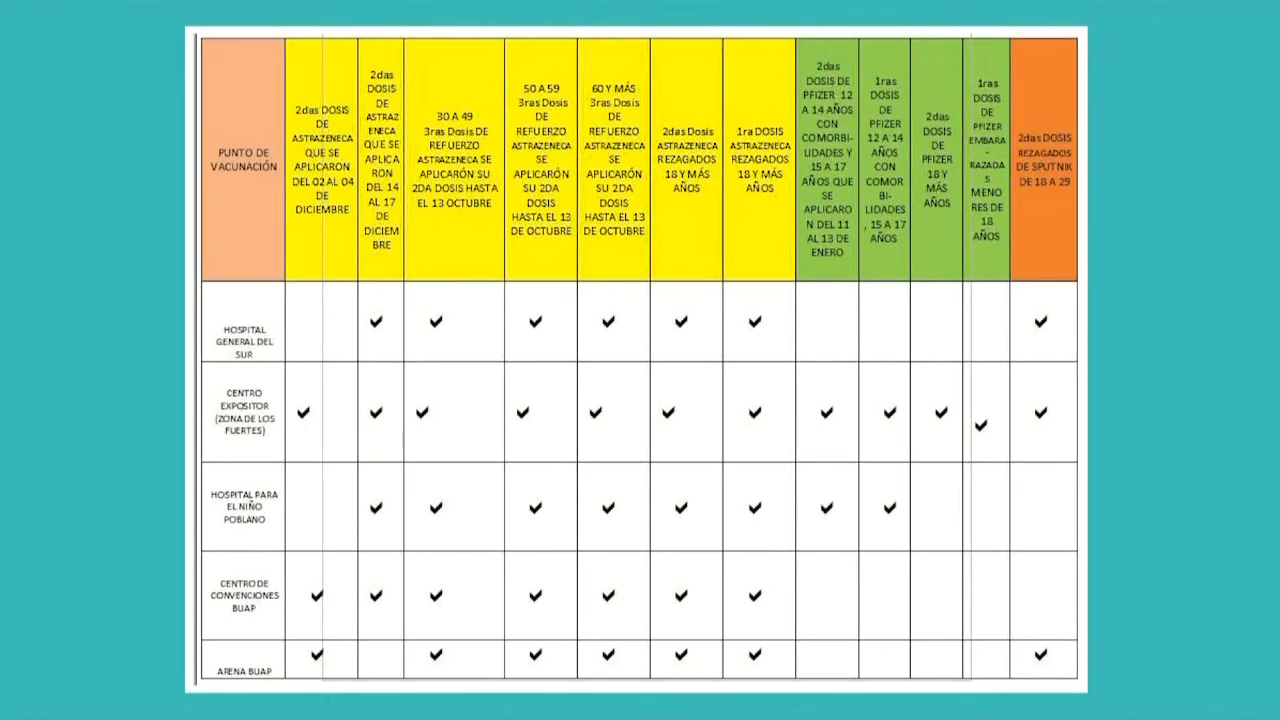 PUNTO DE
VACUNACIÓN
2das DOSIS
DE
ASTRAZENECA
QUE SE
APLICARON
DEL 02 AL 04
DE
DICIEMBRE
2das
DOSIS
DE
ASTRAZ
ENECA
QUE SE
APLICA
RON
DEL 14
AL 17
DE
DICIEM
BRE
30 A 49
3ras Dosis DE
REFUERZO
ASTRAZENECA SE
APLICARÓN SU
2DA DOSIS HASTA
EL 13 OCTUBRE
50 A 59
3ras Dosis
DE
REFUERZO
ASTRAZENECA
SE
APLICARÓN
SU 2DA
DOSIS
HASTA EL 13
DE OCTUBRE
60 Y MÁS
3ras Dosis
DE
REFUERZO
ASTRAZENECA
SE
APLICARÓN
SU 2DA
DOSIS
HASTA EL 13
DE OCTUBRE
2das Dosis
ASTRAZENECA
REZAGADOS
18 Y MÁS
AÑOS
1ra DOSIS
ASTRAZENECA
REZAGADOS
18 Y MÁS
AÑOS
2das
DOSIS DE
PFIZER 12
A 14 AÑOS
CON
COMORBI-
LIDADES Y
15 A 17
AÑOS QUE
SE
APLICARO
N DEL 11
AL 13 DE
ENERO
1ras
DOSIS
DE
PFIZER
12 A 14
AÑOS
CON
COMOR
BI-
LIDADES
, 15 A 17
AÑOS
2das
DOSIS
DE
PFIZER
18 Y
MÁS
AÑOS
1ras
DOSIS
DE
PFIZER
EMBARA
-
RAZADA
S
MENO
RES DE
18
AÑOS
2das DOSIS
REZAGADOS
DE SPUTNIK
DE 18 A 29
HOSPITAL
GENERAL DEL
SUR
CENTRO
EXPOSITOR
(ZONA DE LOS
FUERTES)
HOSPITAL PARA
EL NIÑO
POBLANO
CENTRO DE
CONVENCIONES
BUAP
ARENA BUAP